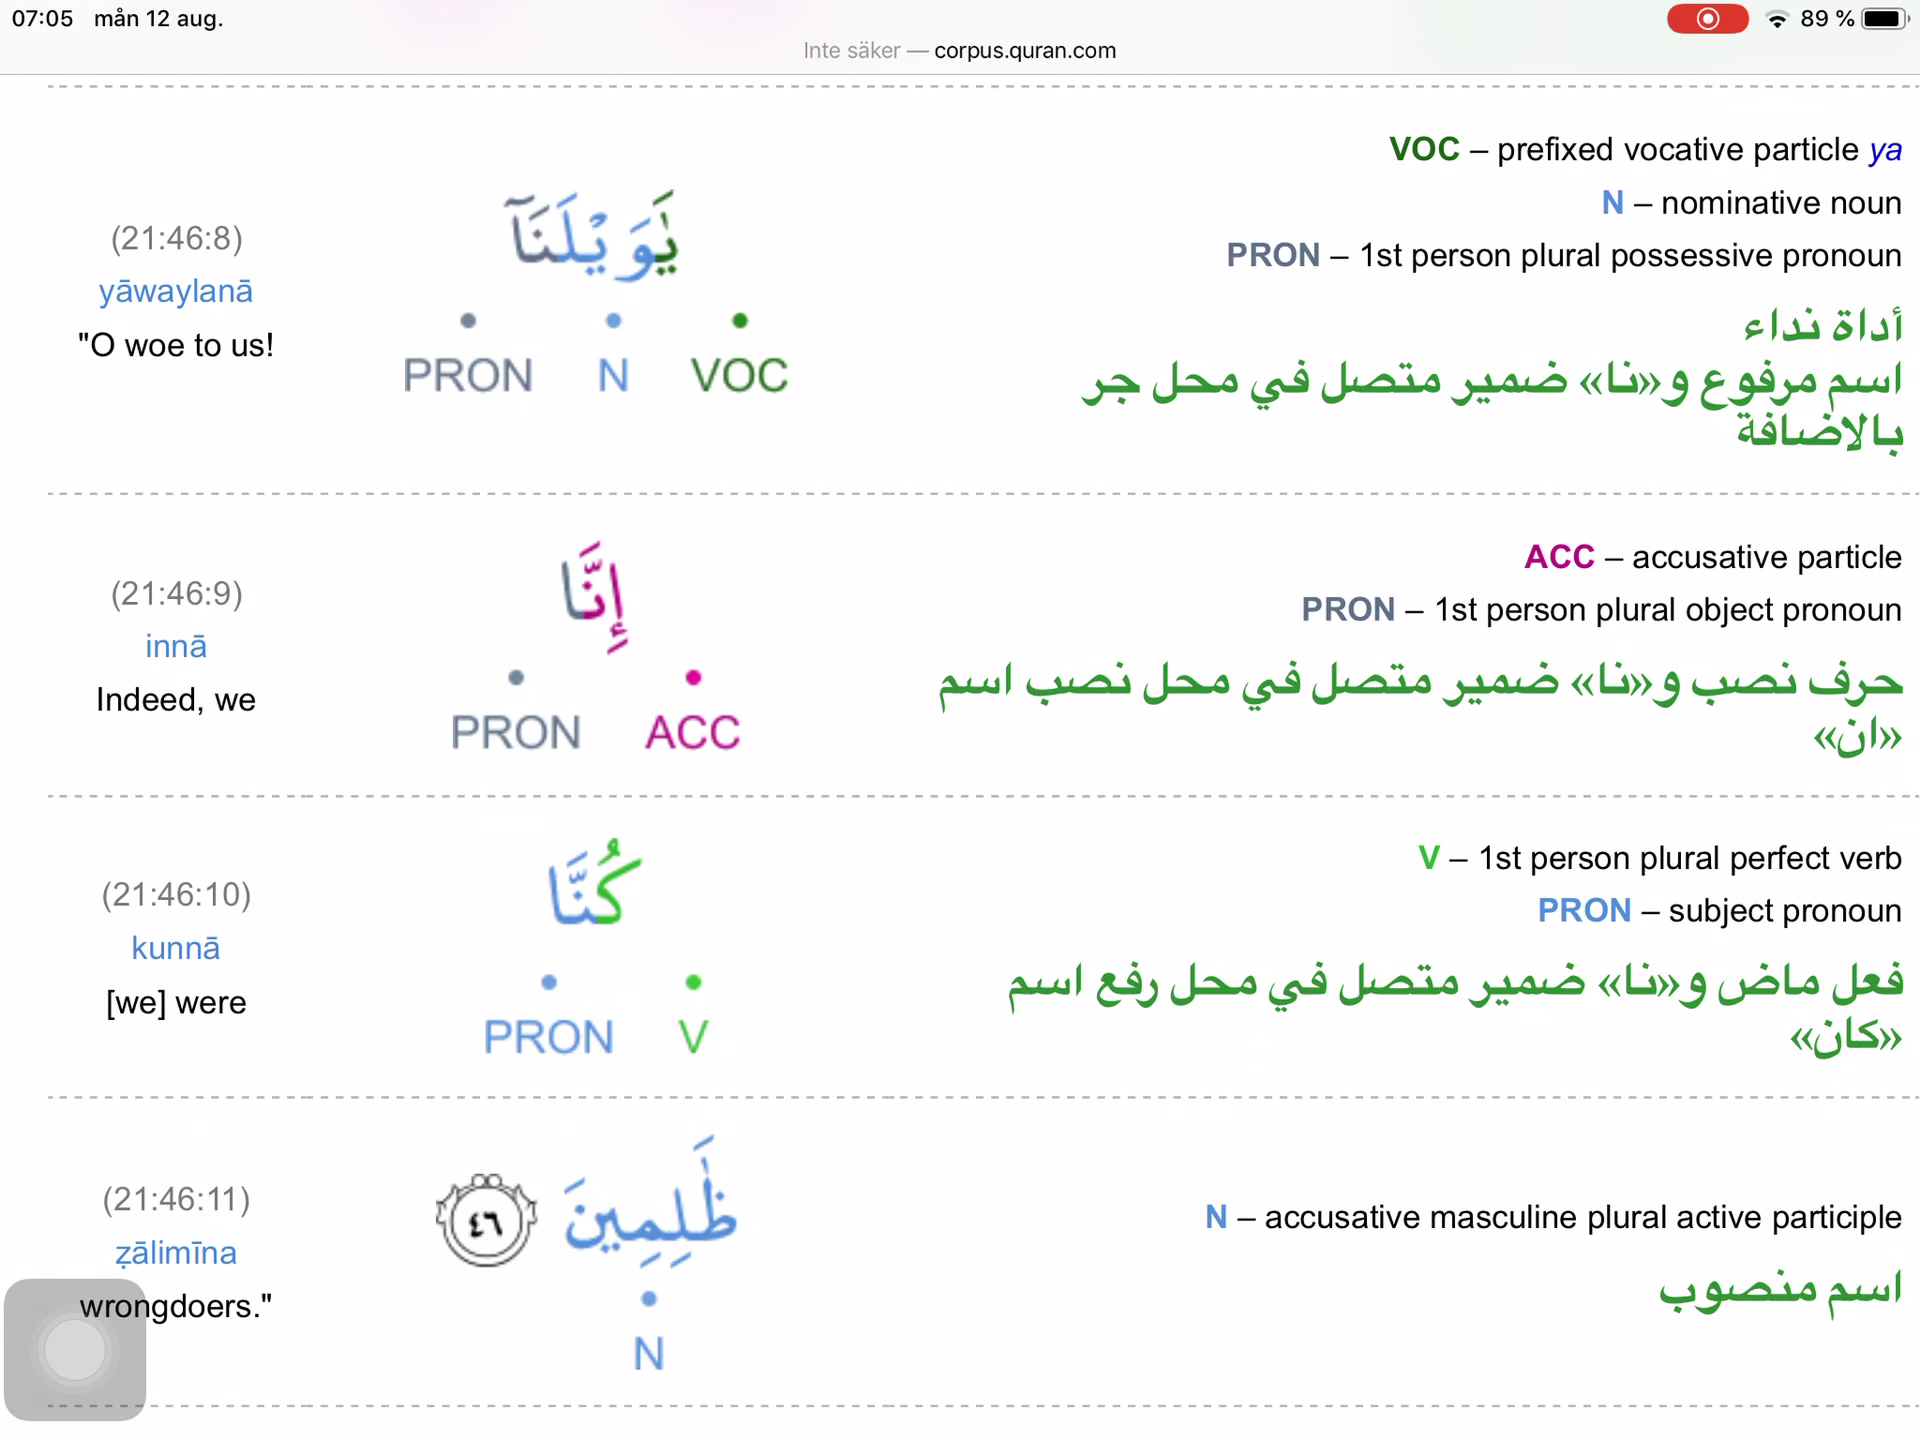 07:05 mån 12 aug.
89 %
Inte säker — corpus.quran.com
(21:46:8)
yāwaylanā
"O woe to us!
يَٰوَيْلَنَآ
PRON N VOC
VOC – prefixed vocative particle ya
N – nominative noun
PRON – 1st person plural possessive pronoun
أداة نداء
اسم مرفوع و«نا» ضمير متصل في محل جر
بالاضافة
(21:46:9)
innā
Indeed, we
إِنَّا
PRON ACC
ACC – accusative particle
PRON – 1st person plural object pronoun
حرف نصب و«نا» ضمير متصل في محل نصب اسم
«ان»
(21:46:10)
kunnā
[we] were
كُنَّا
PRON V
V – 1st person plural perfect verb
PRON – subject pronoun
فعل ماض و«نا» ضمير متصل في محل رفع اسم
«كان»
(21:46:11)
ẓālimīna
wrongdoers."
ظَٰلِمِينَ ٤٦
N
N – accusative masculine plural active participle
اسم منصوب